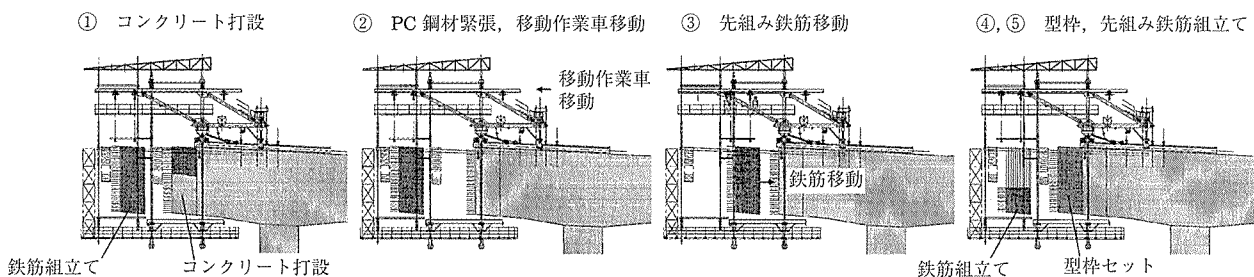 ① コンクリート打設
② PC 鋼材緊張，移動作業車移動
③ 先組み鉄筋移動
④, ⑤ 型枠，先組み鉄筋組立て
移動作業車
移動
鉄筋移動
鉄筋組立て
コンクリート打設
鉄筋組立て
型枠セット